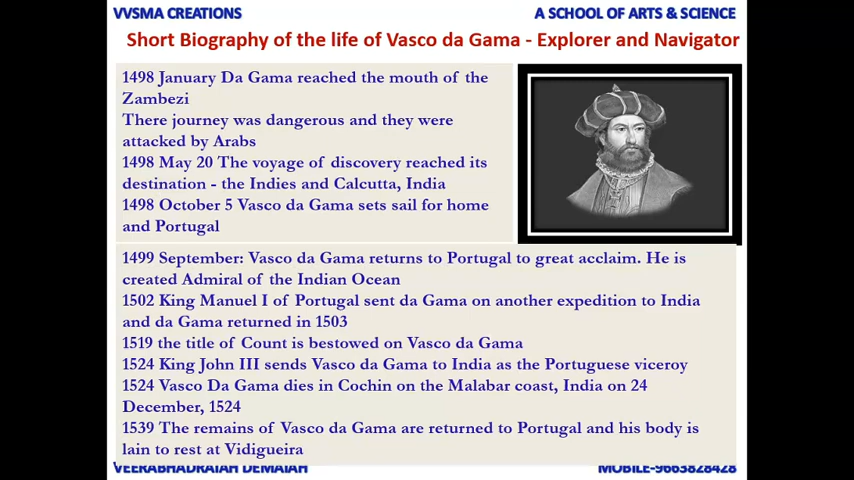 VVSMA CREATIONS
A SCHOOL OF ARTS & SCIENCE
Short Biography of the life of Vasco da Gama - Explorer and Navigator
1498 January Da Gama reached the mouth of the
Zambezi
There journey was dangerous and they were
attacked by Arabs
1498 May 20 The voyage of discovery reached its
destination - the Indies and Calcutta, India
1498 October 5 Vasco da Gama sets sail for home
and Portugal
1499 September: Vasco da Gama returns to Portugal to great acclaim. He is
created Admiral of the Indian Ocean
1502 King Manuel I of Portugal sent da Gama on another expedition to India
and da Gama returned in 1503
1519 the title of Count is bestowed on Vasco da Gama
1524 King John III sends Vasco da Gama to India as the Portuguese viceroy
1524 Vasco Da Gama dies in Cochin on the Malabar coast, India on 24
December, 1524
1539 The remains of Vasco da Gama are returned to Portugal and his body is
lain to rest at Vidigueira
VEERABHADRAIAH DEMAIAH
MOBILE-9663828428